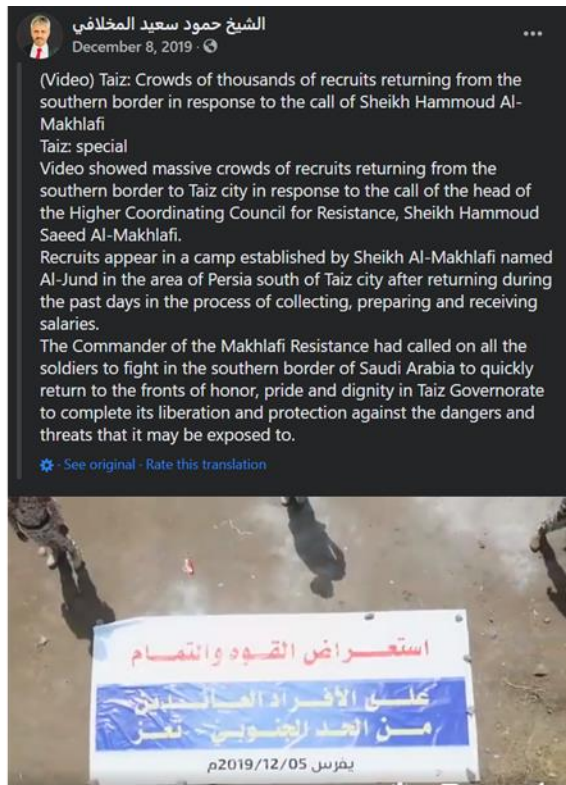 الشيخ حمود سعيد المخلافي
December 8, 2019 ·
(Video) Taiz: Crowds of thousands of recruits returning from the
southern border in response to the call of Sheikh Hammoud Al-
Makhlafi
Taiz: special
Video showed massive crowds of recruits returning from the
southern border to Taiz city in response to the call of the head of
the Higher Coordinating Council for Resistance, Sheikh Hammoud
Saeed Al-Makhlafi.
Recruits appear in a camp established by Sheikh Al-Makhlafi named
Al-Jund in the area of Persia south of Taiz city after returning during
the past days in the process of collecting, preparing and receiving
salaries.
The Commander of the Makhlafi Resistance had called on all the
soldiers to fight in the southern border of Saudi Arabia to quickly
return to the fronts of honor, pride and dignity in Taiz Governorate
to complete its liberation and protection against the dangers and
threats that it may be exposed to.
· See original · Rate this translation
استعراض القوه والتمام
على الأفراد العائدين
من الحد الجنوبي - تعز
يفرس 2019/12/05م